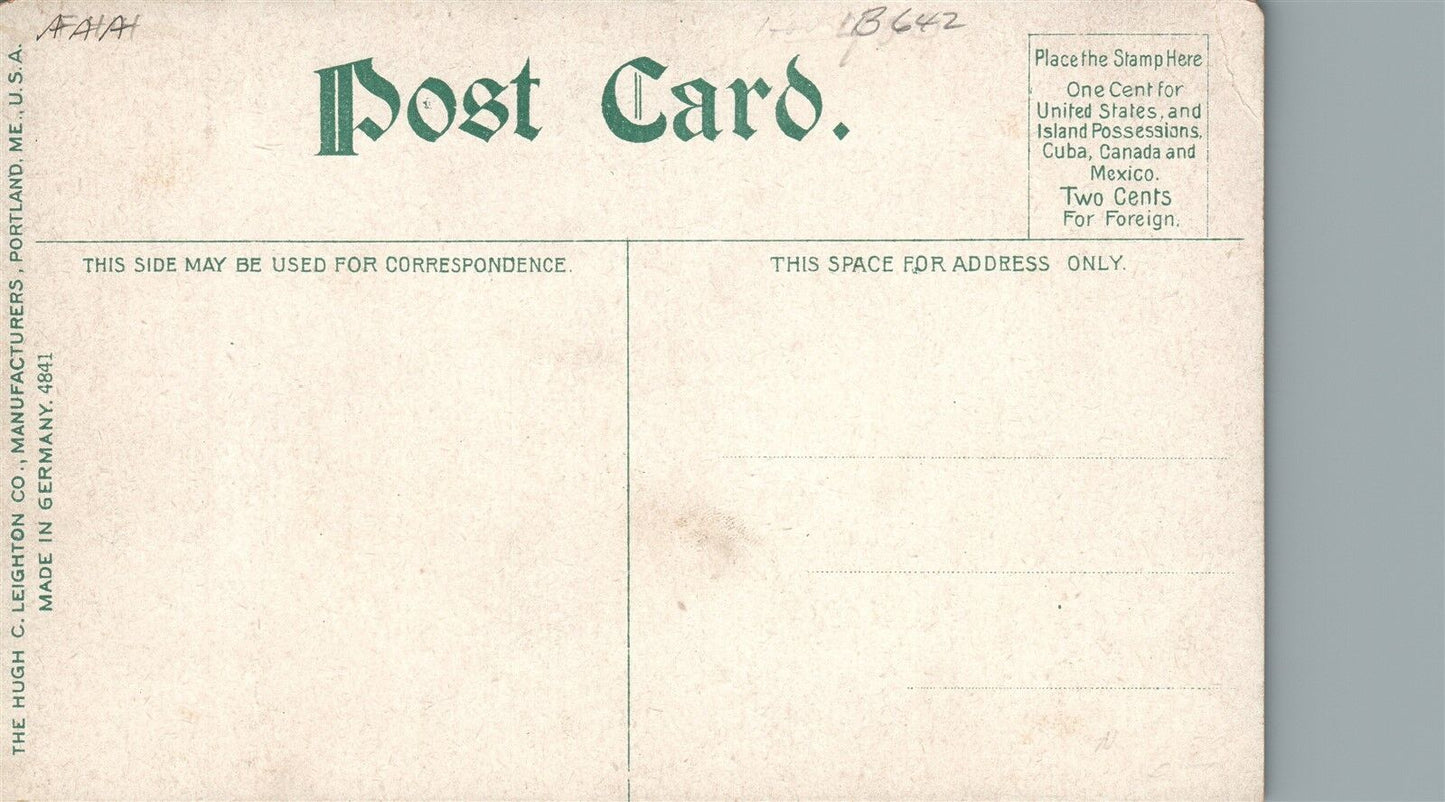 AAA
B642
Post Card.
Place the Stamp Here
One Cent for
United States, and
Island Possessions,
Cuba, Canada and
Mexico.
Two Cents
For Foreign.
THIS SIDE MAY BE USED FOR CORRESPONDENCE.
THIS SPACE FOR ADDRESS ONLY.
THE HUGH C. LEIGHTON CO., MANUFACTURERS, PORTLAND, ME., U.S.A.
MADE IN GERMANY. 4841